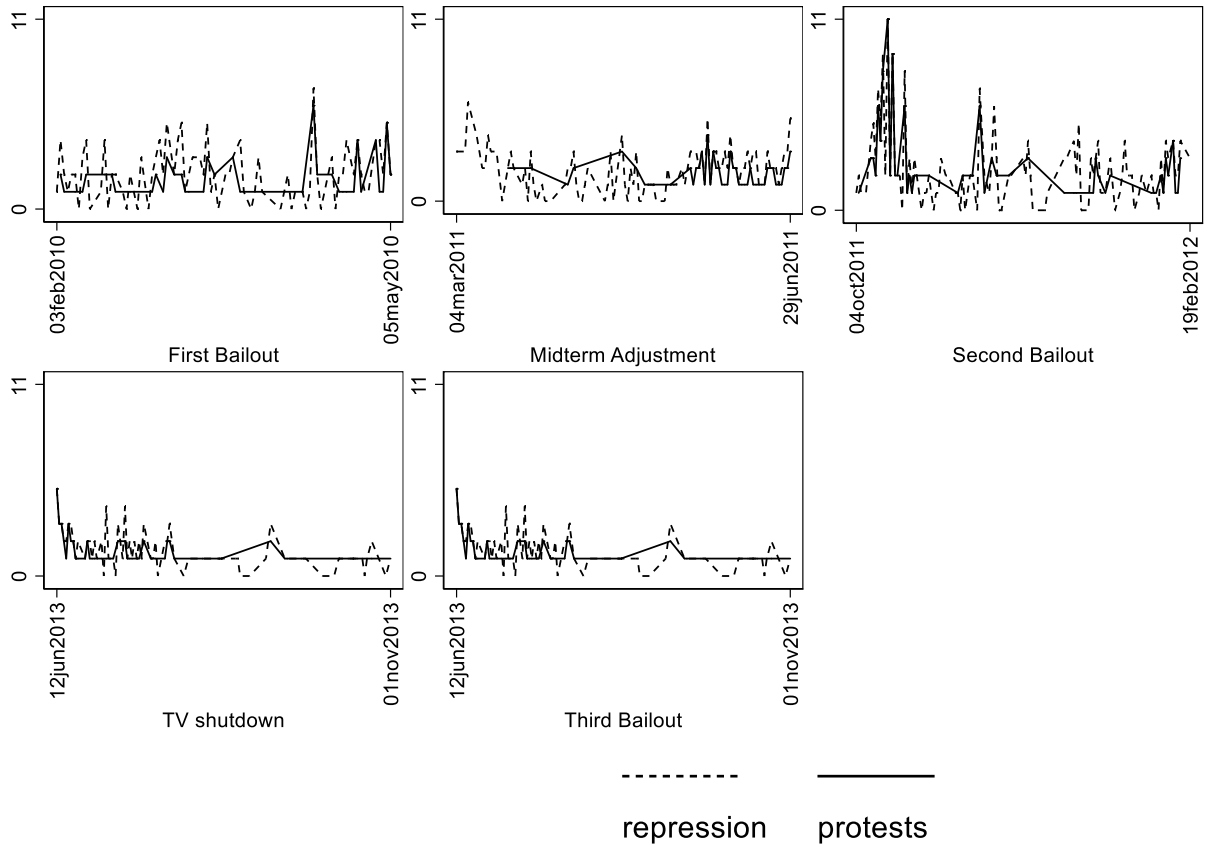 11
0
03feb2010
05may2010
First Bailout
11
0
04mar2011
29jun2011
Midterm Adjustment
11
0
04oct2011
19feb2012
Second Bailout
11
0
12jun2013
01nov2013
TV shutdown
11
0
12jun2013
01nov2013
Third Bailout
repression
protests